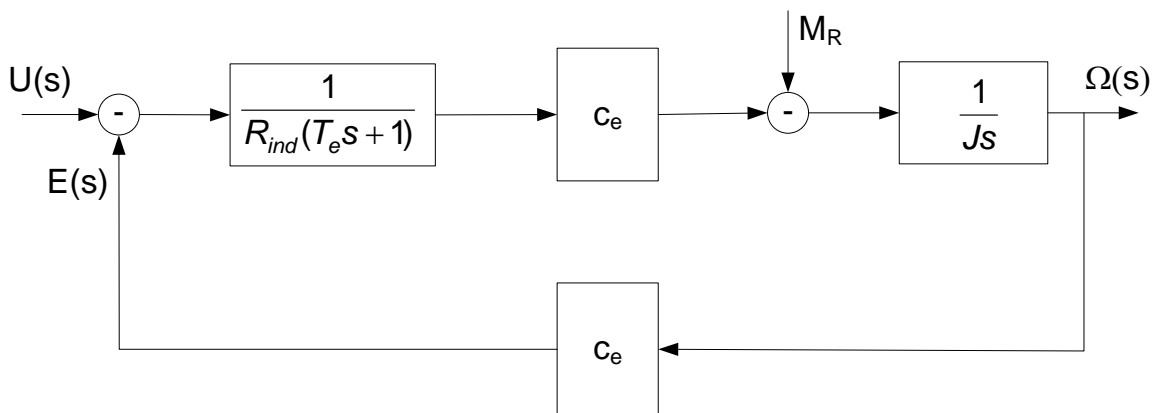 M_R
U(s)
-
1
R_ind(T_e s + 1)
c_e
-
1
Js
Ω(s)
E(s)
c_e